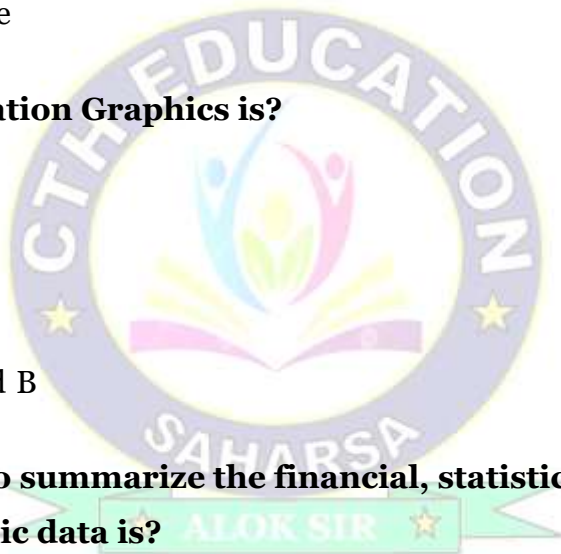 e
ation Graphics is?
CTH EDUCATION
d B
SAHARSA
o summarize the financial, statistic
ic data is?
ALOK SIR